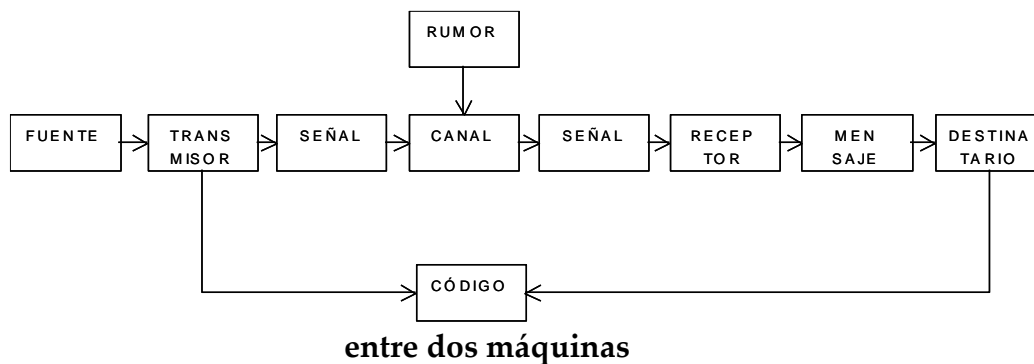 RUMOR
FUENTE
TRANS
MISOR
SEÑAL
CANAL
SEÑAL
RECEP
TOR
MEN
SAJE
DESTINA
TARIO
CÓDIGO
entre dos máquinas